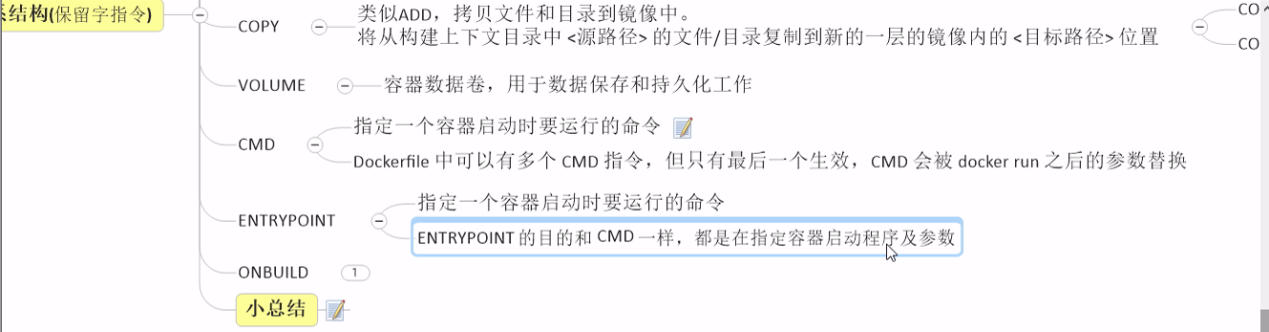 系结构(保留字指令)
COPY
类似ADD，拷贝文件和目录到镜像中。
将从构建上下文目录中 <源路径> 的文件/目录复制到新的一层的镜像内的 <目标路径> 位置
CO
CO
VOLUME
容器数据卷，用于数据保存和持久化工作
CMD
指定一个容器启动时要运行的命令
Dockerfile 中可以有多个 CMD 指令，但只有最后一个生效，CMD 会被 docker run 之后的参数替换
ENTRYPOINT
指定一个容器启动时要运行的命令
ENTRYPOINT 的目的和 CMD 一样，都是在指定容器启动程序及参数
ONBUILD
1
小总结